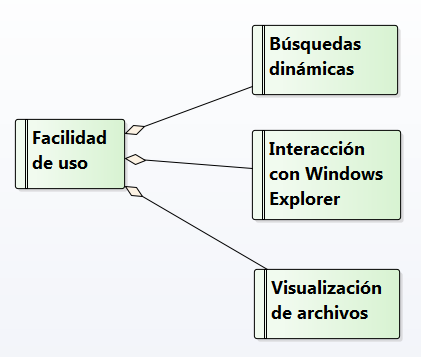 Búsquedas
dinámicas
Facilidad
de uso
Interacción
con Windows
Explorer
Visualización
de archivos